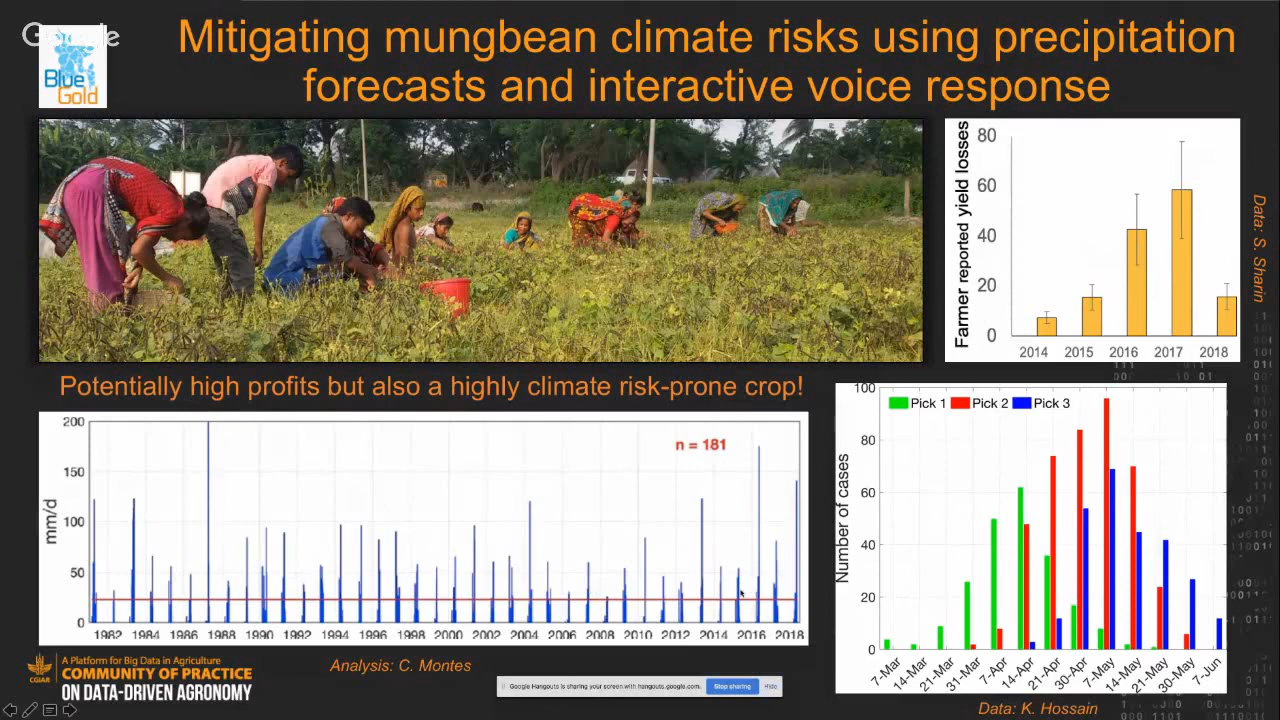 Google
Blue
Gold
Mitigating mungbean climate risks using precipitation
forecasts and interactive voice response
Farmer reported yield losses
80
60
40
20
0
2014 2015 2016 2017 2018
Data: S. Sharin
Potentially high profits but also a highly climate risk-prone crop!
mm/d
200
150
100
50
0
n = 181
1982 1984 1986 1988 1990 1992 1994 1996 1998 2000 2002 2004 2006 2008 2010 2012 2014 2016 2018
Analysis: C. Montes
Number of cases
100
80
60
40
20
0
Pick 1 Pick 2 Pick 3
7-Mar 14-Mar 21-Mar 31-Mar 7-Apr 14-Apr 21-Apr 30-Apr 7-May 14-May 21-May 30-May 7-Jun
Data: K. Hossain
CGIAR
A Platform for Big Data in Agriculture
COMMUNITY OF PRACTICE
ON DATA-DRIVEN AGRONOMY
Google Hangouts is sharing your screen with hangouts.google.com.
Stop sharing
Hide